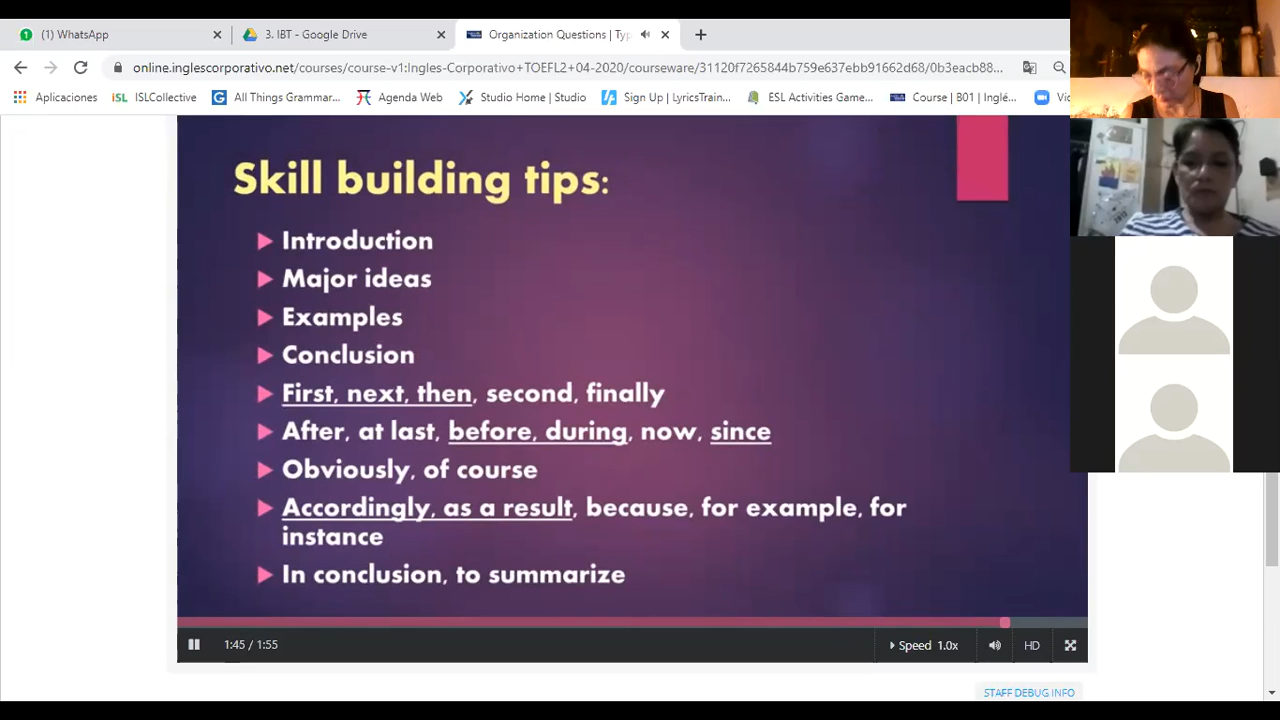 (1) WhatsApp
3. IBT - Google Drive
Organization Questions | Typ
online.inglescorporativo.net/courses/course-v1:Ingles-Corporativo+TOEFL2+04-2020/courseware/31120f7265844b759e637ebb91662d68/0b3eacb88...
Aplicaciones
iSL ISLCollective
G All Things Grammar...
Agenda Web
Studio Home | Studio
Sign Up | LyricsTrain...
ESL Activities Game...
Course | B01 | Inglé...
Skill building tips:
Introduction
Major ideas
Examples
Conclusion
First, next, then, second, finally
After, at last, before, during, now, since
Obviously, of course
Accordingly, as a result, because, for example, for
instance
In conclusion, to summarize
1:45 / 1:55
Speed 1.0x
HD
STAFF DEBUG INFO